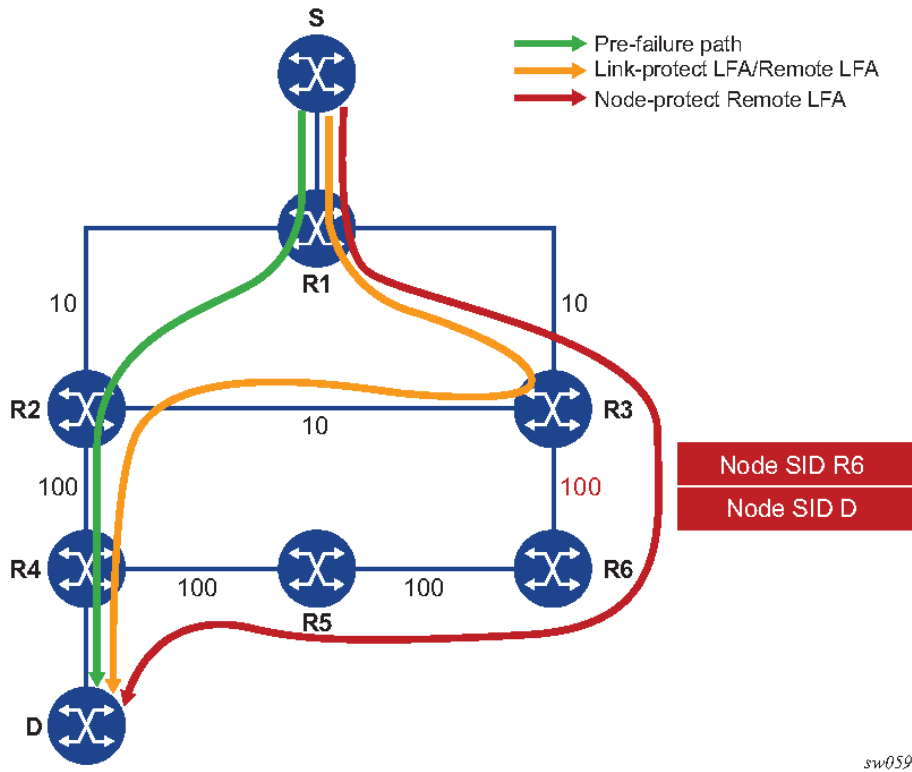 S
Pre-failure path
Link-protect LFA/Remote LFA
Node-protect Remote LFA
R1
10
10
R2
R3
10
Node SID R6
100
100
Node SID D
R4
R6
100
100
R5
D
sw059